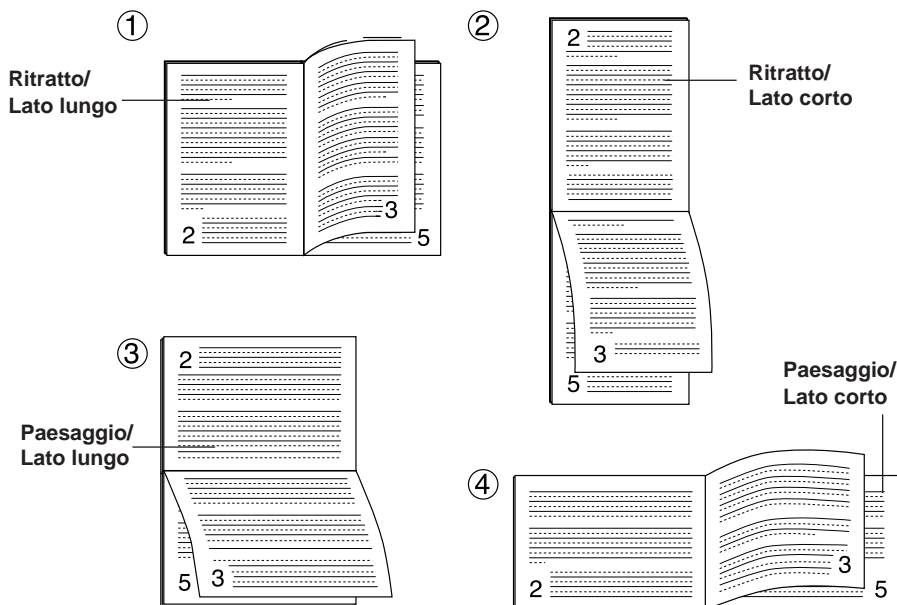 ①
Ritratto/
Lato lungo
2
3
5
②
2
Ritratto/
Lato corto
3
5
③
2
Paesaggio/
Lato lungo
5
3
④
Paesaggio/
Lato corto
2
3
5